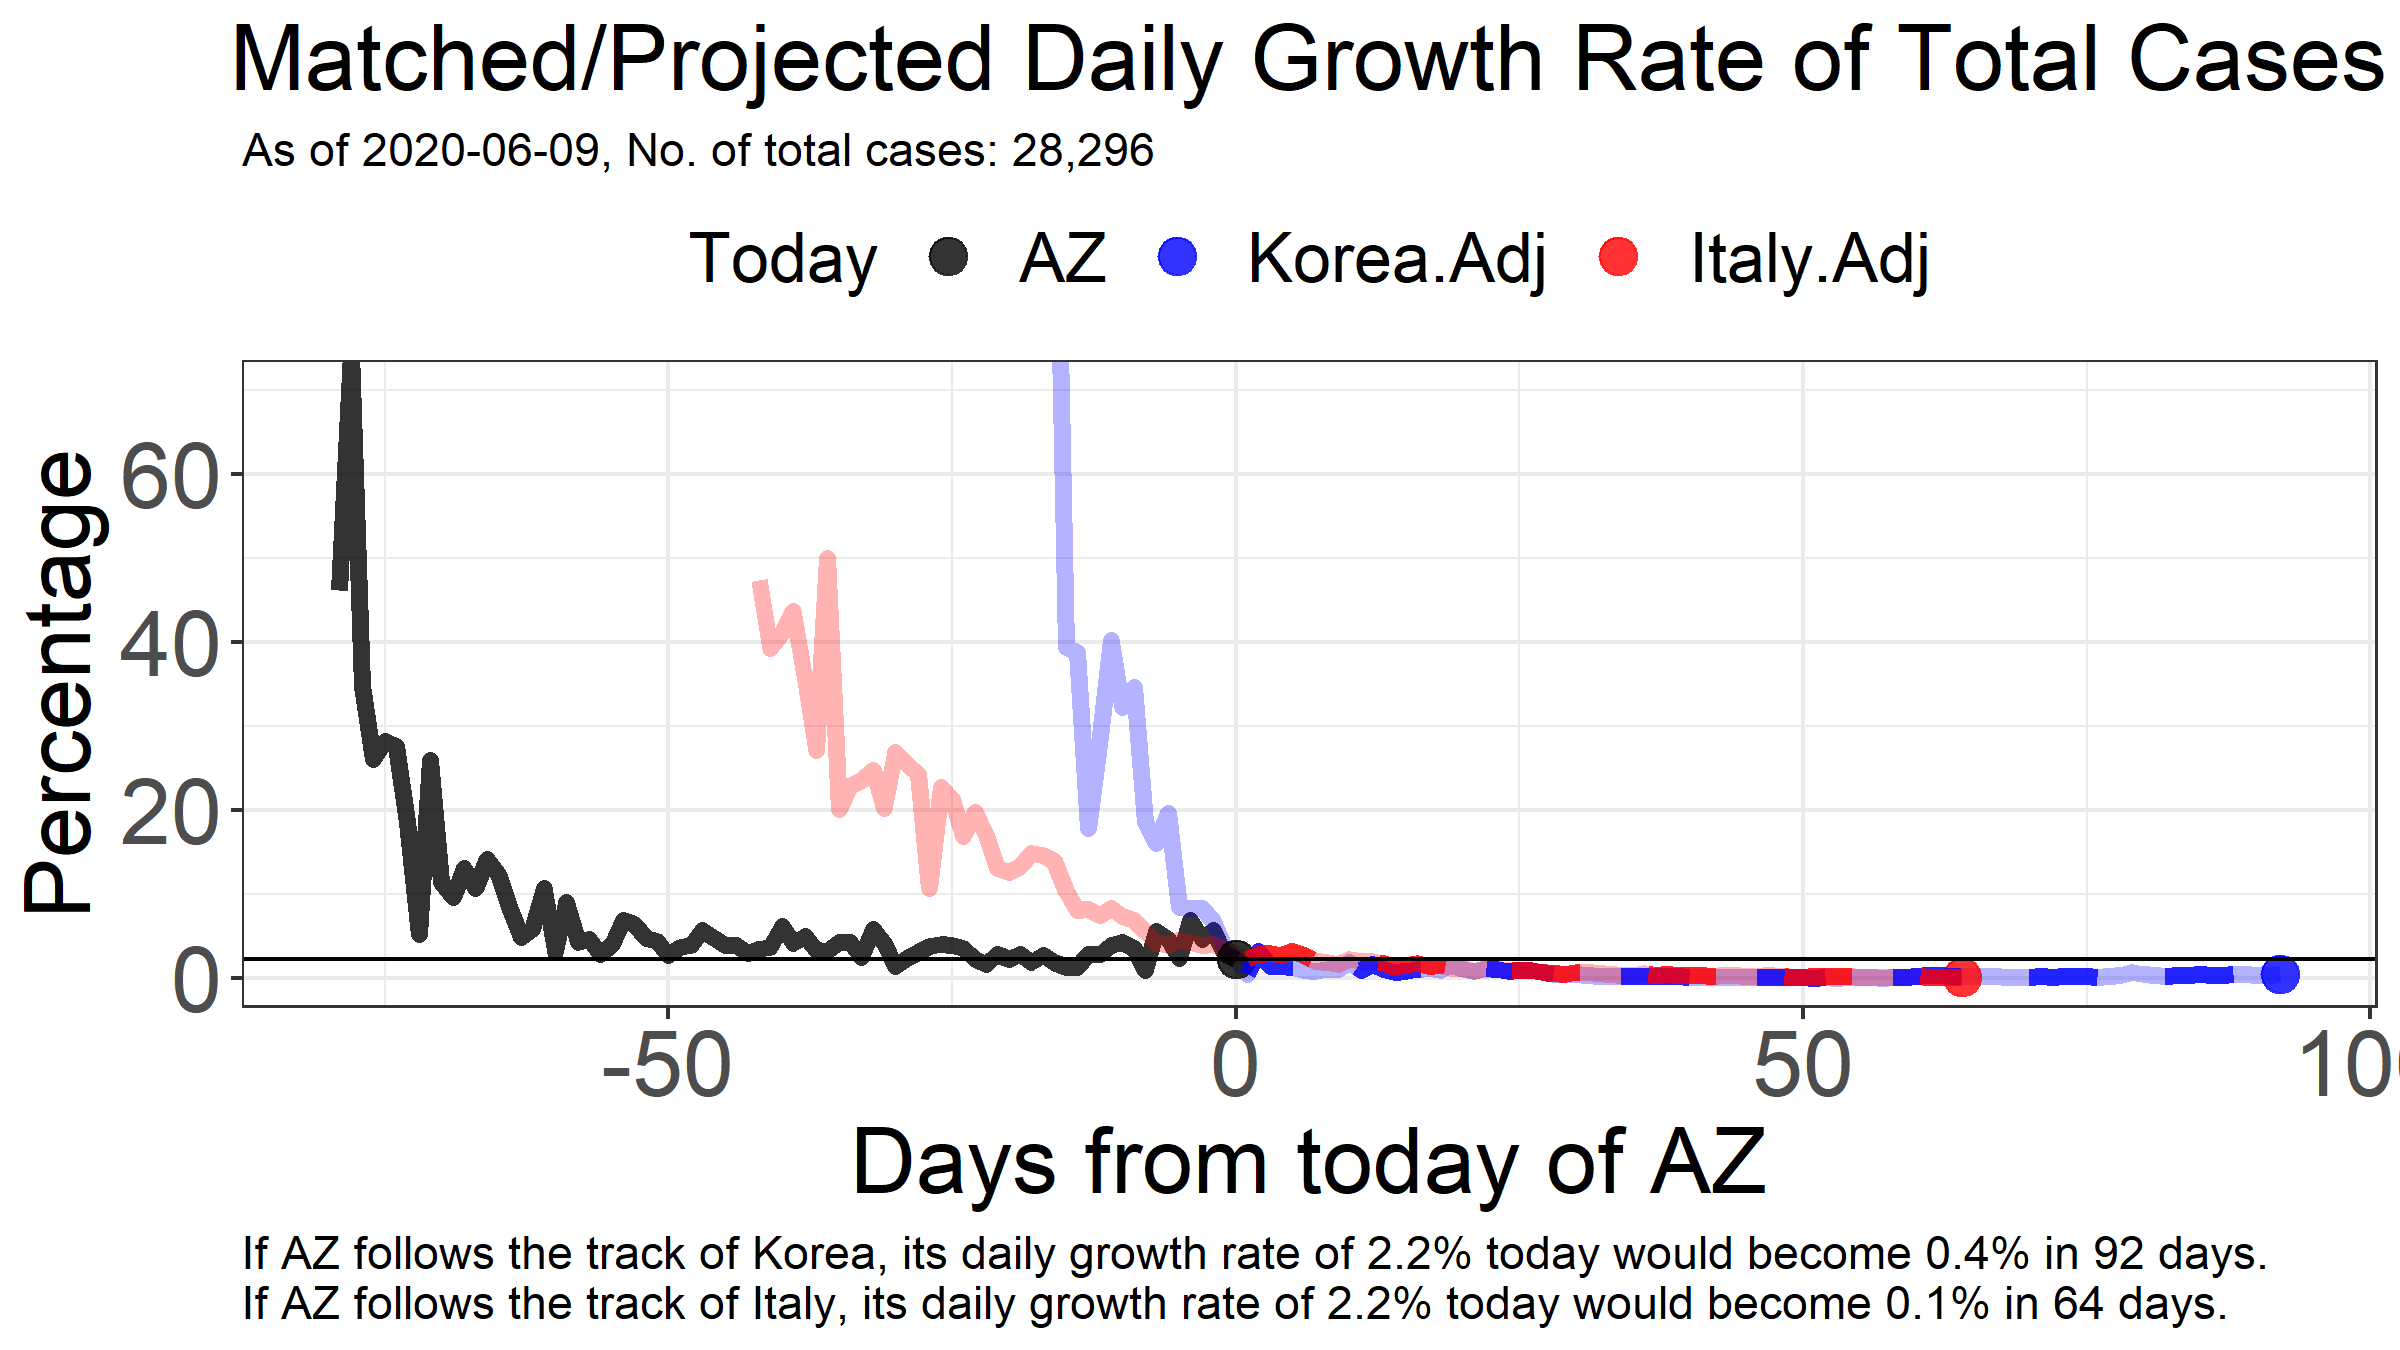 Matched/Projected Daily Growth Rate of Total Cases
As of 2020-06-09, No. of total cases: 28,296
Today AZ Korea.Adj Italy.Adj
Percentage
60
40
20
0
-50 0 50 100
Days from today of AZ
If AZ follows the track of Korea, its daily growth rate of 2.2% today would become 0.4% in 92 days.
If AZ follows the track of Italy, its daily growth rate of 2.2% today would become 0.1% in 64 days.